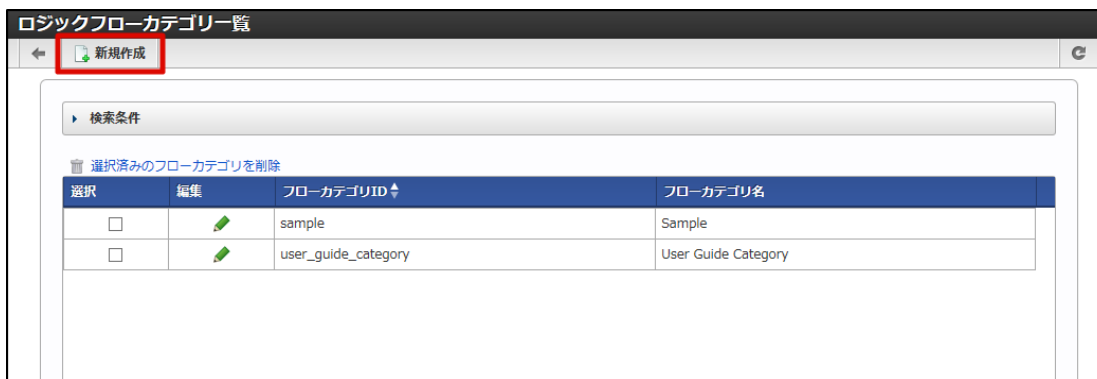 ロジックフローカテゴリ一覧
新規作成
検索条件
選択済みのフローカテゴリを削除
選択 編集 フローカテゴリID フローカテゴリ名
sample Sample
user_guide_category User Guide Category